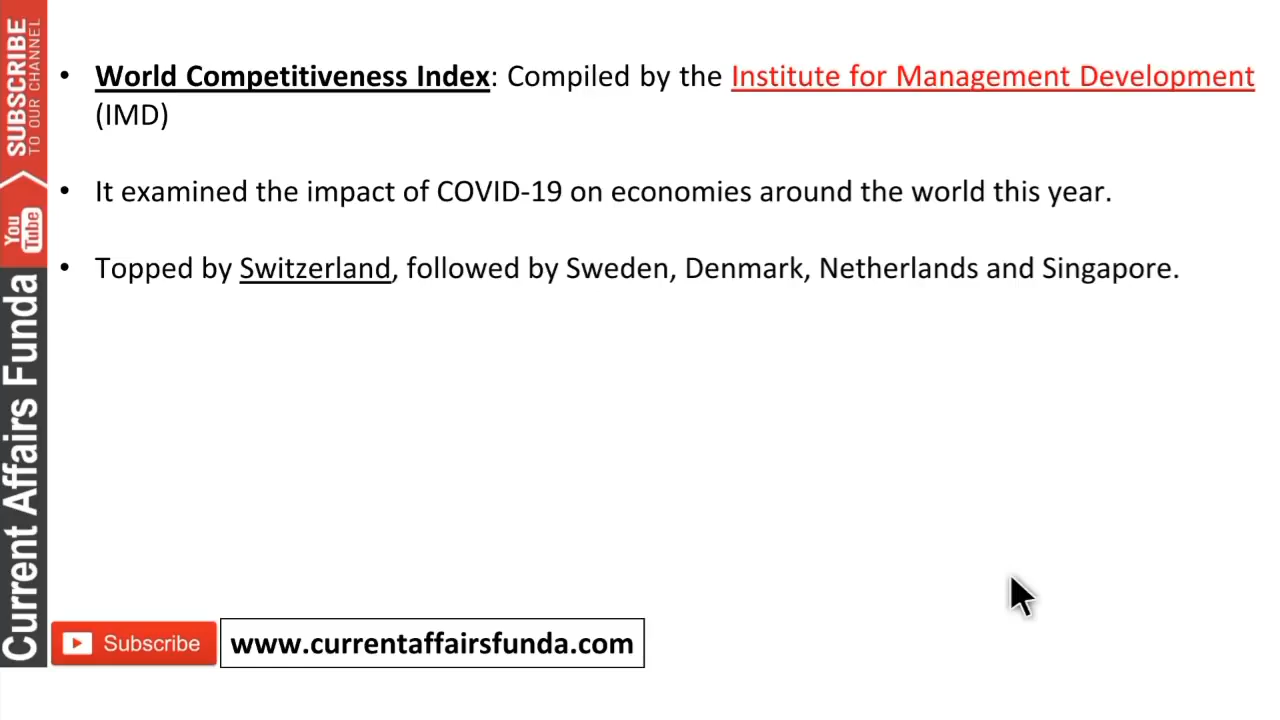 • World Competitiveness Index: Compiled by the Institute for Management Development
(IMD)
• It examined the impact of COVID-19 on economies around the world this year.
• Topped by Switzerland, followed by Sweden, Denmark, Netherlands and Singapore.
SUBSCRIBE
TO OUR CHANNEL
You
Tube
Current Affairs Funda
Subscribe
www.currentaffairsfunda.com